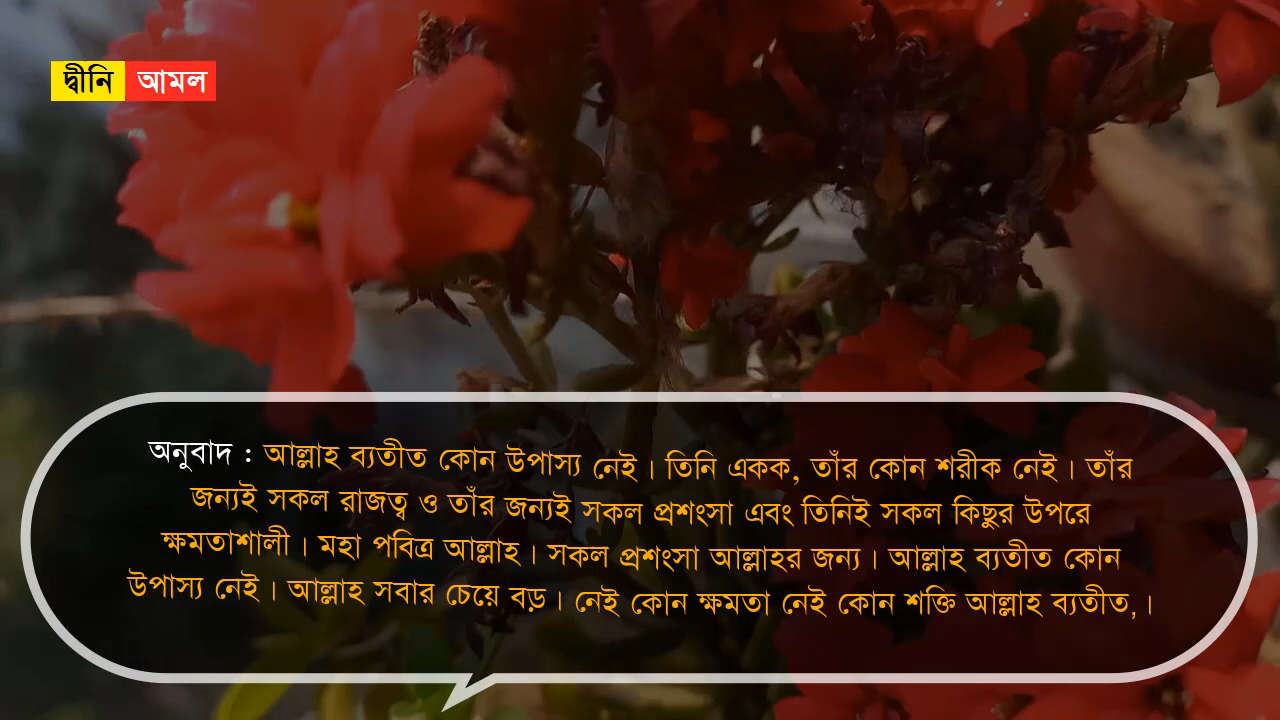 দ্বীনি আমল
অনুবাদ : আল্লাহ ব্যতীত কোন উপাস্য নেই। তিনি একক, তাঁর কোন শরীক নেই। তাঁর
জন্যই সকল রাজত্ব ও তাঁর জন্যই সকল প্রশংসা এবং তিনিই সকল কিছুর উপরে
ক্ষমতাশালী। মহা পবিত্র আল্লাহ। সকল প্রশংসা আল্লাহর জন্য। আল্লাহ ব্যতীত কোন
উপাস্য নেই। আল্লাহ সবার চেয়ে বড়। নেই কোন ক্ষমতা নেই কোন শক্তি আল্লাহ ব্যতীত,।